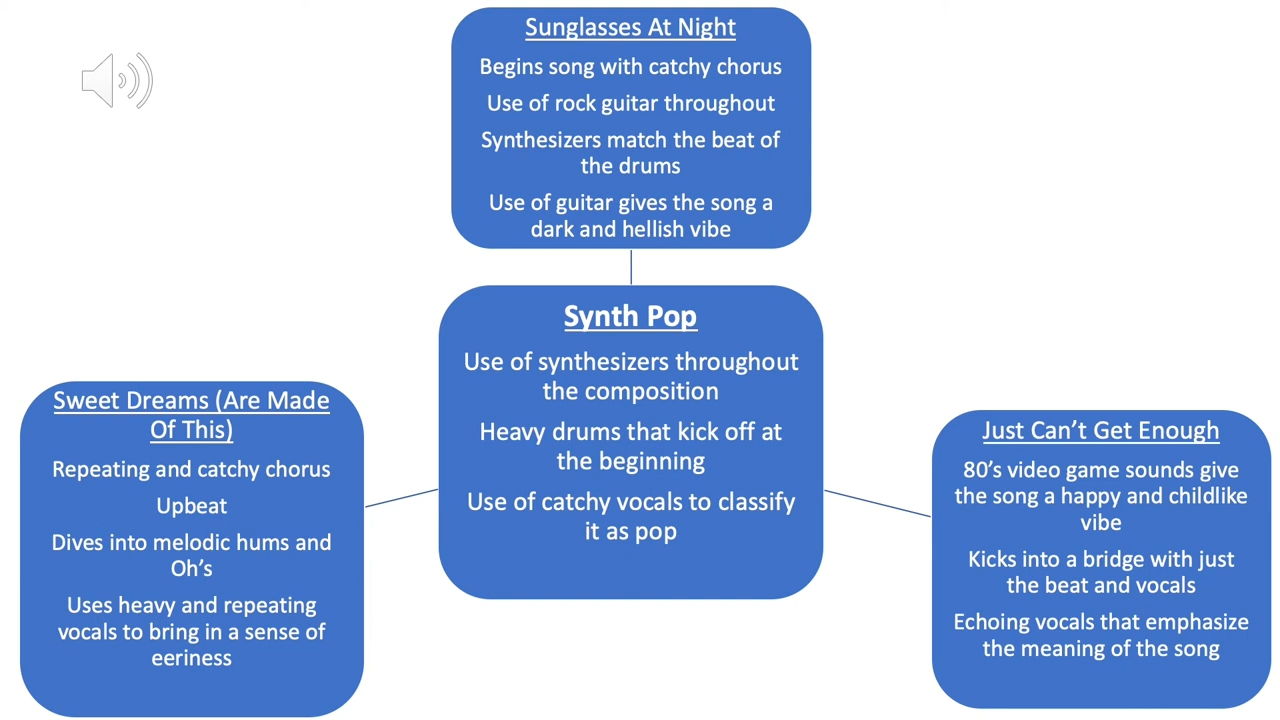 Sunglasses At Night
Begins song with catchy chorus
Use of rock guitar throughout
Synthesizers match the beat of
the drums
Use of guitar gives the song a
dark and hellish vibe
Synth Pop
Use of synthesizers throughout
the composition
Heavy drums that kick off at
the beginning
Use of catchy vocals to classify
it as pop
Sweet Dreams (Are Made
Of This)
Repeating and catchy chorus
Upbeat
Dives into melodic hums and
Oh’s
Uses heavy and repeating
vocals to bring in a sense of
eeriness
Just Can’t Get Enough
80’s video game sounds give
the song a happy and childlike
vibe
Kicks into a bridge with just
the beat and vocals
Echoing vocals that emphasize
the meaning of the song